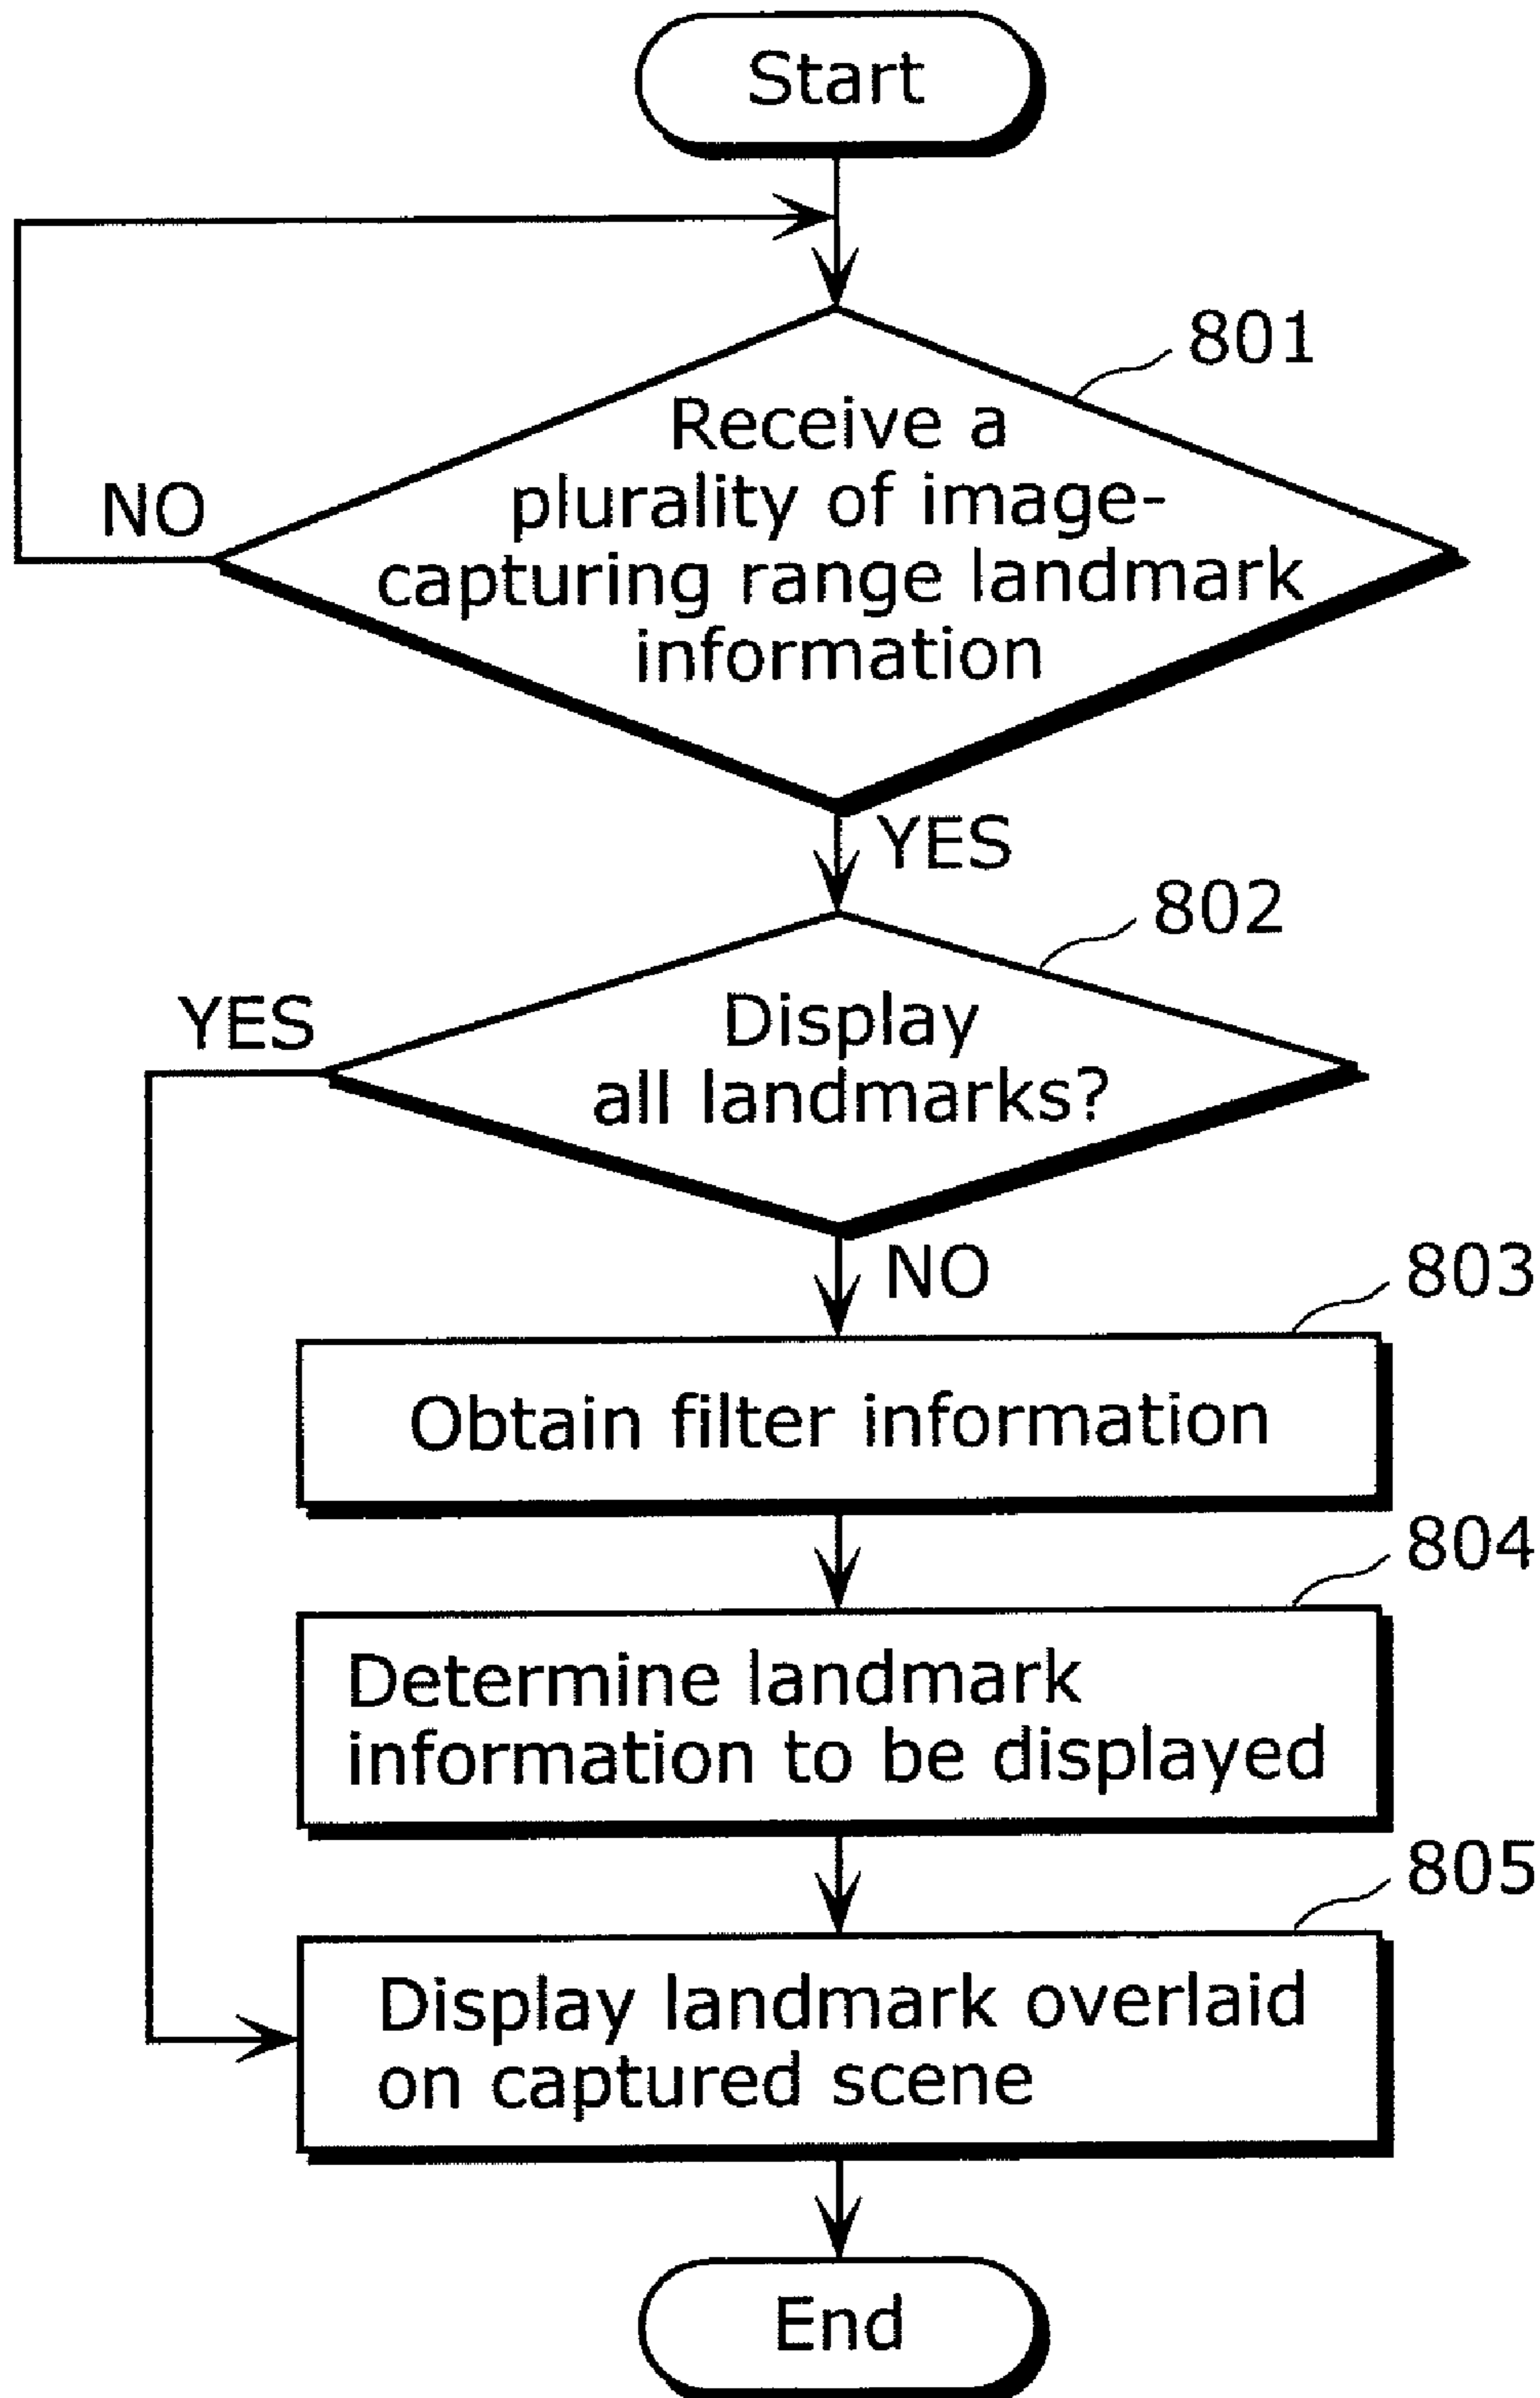 Start
801
Receive a
plurality of image-
capturing range landmark
information
NO
YES
802
Display
all landmarks?
YES
NO
803
Obtain filter information
804
Determine landmark
information to be displayed
805
Display landmark overlaid
on captured scene
End